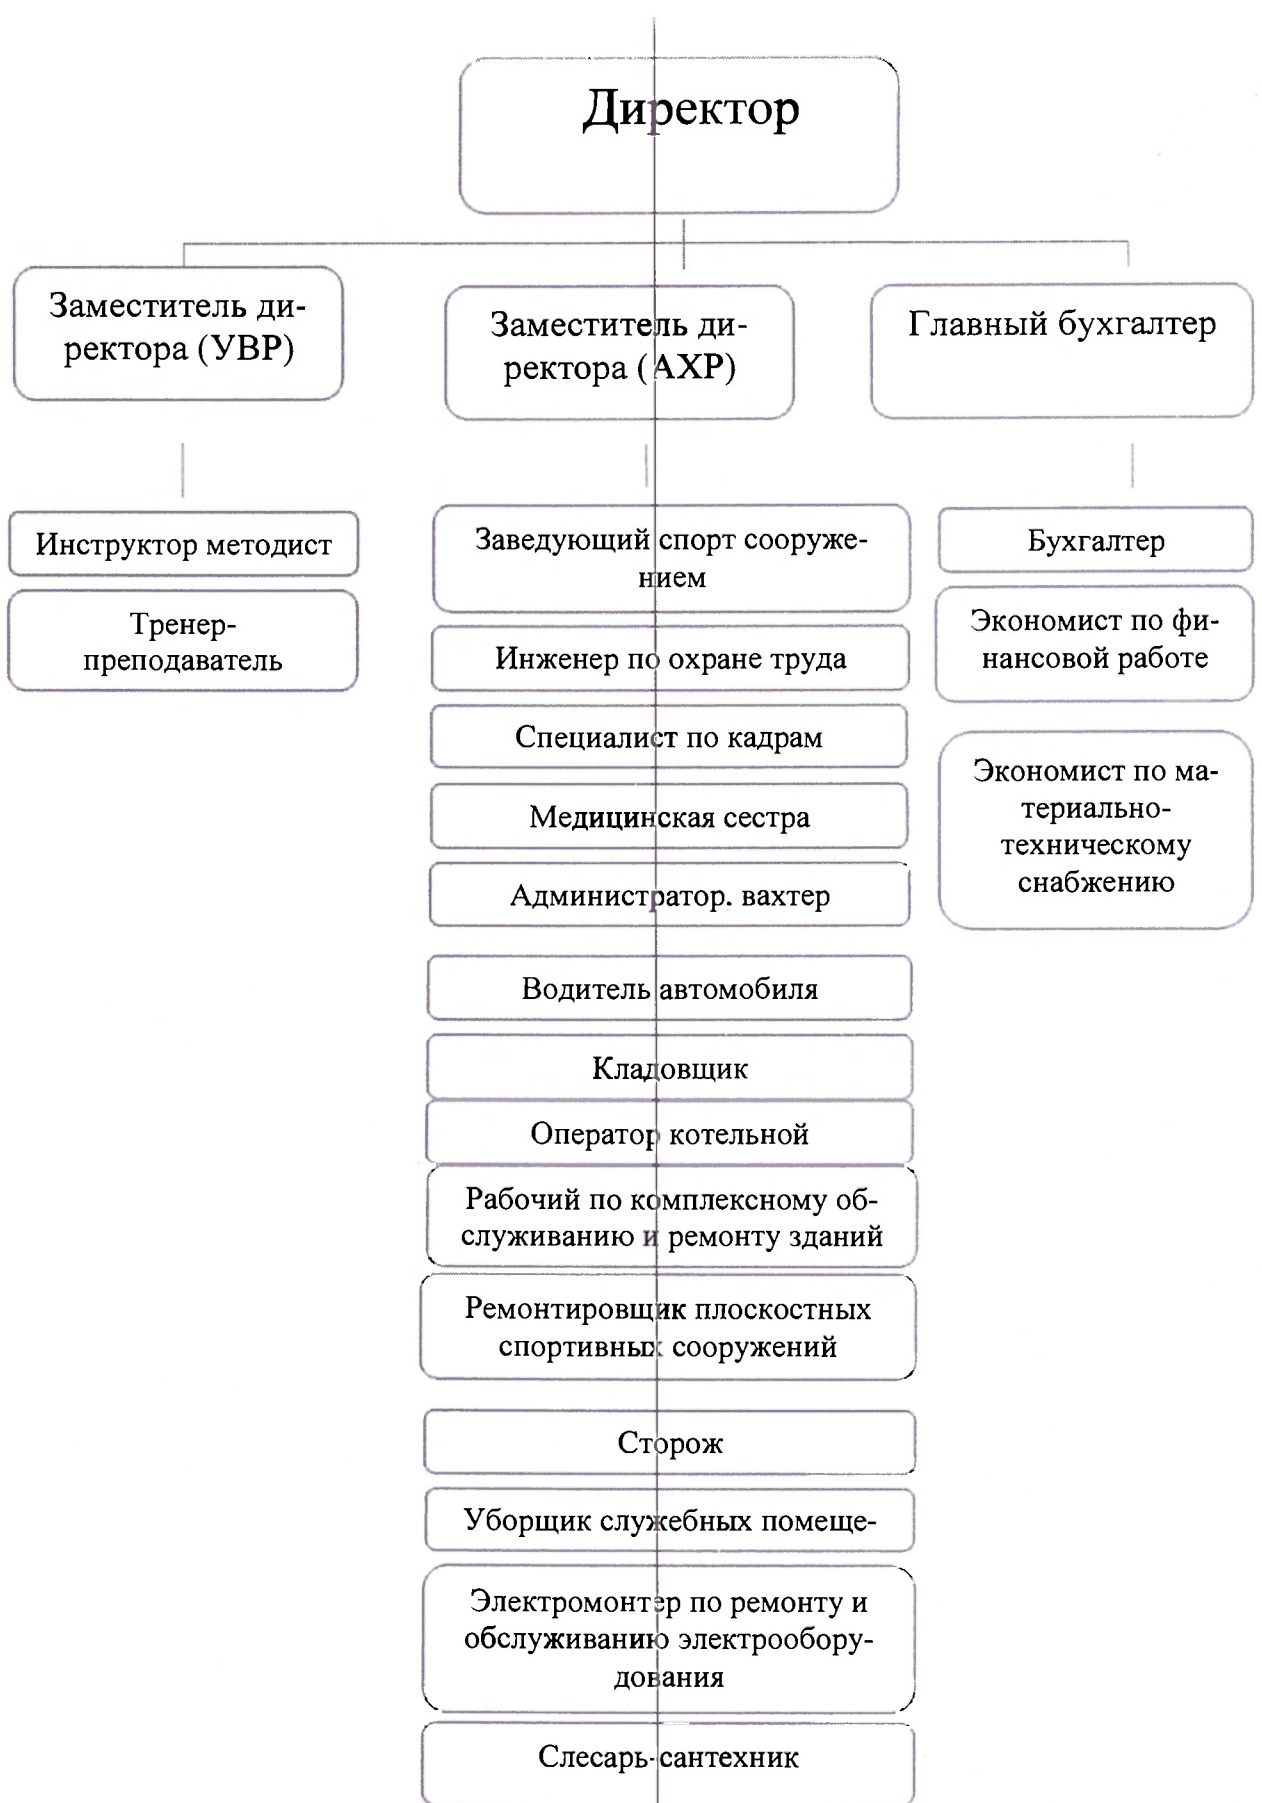 Директор
Заместитель ди-
ректора (УВР)
Заместитель ди-
ректора (АХР)
Главный бухгалтер
Инструктор методист
Тренер-
преподаватель
Заведующий спорт сооруже-
нием
Инженер по охране труда
Специалист по кадрам
Медицинская сестра
Администратор. вахтер
Водитель автомобиля
Кладовщик
Оператор котельной
Рабочий по комплексному об-
служиванию и ремонту зданий
Ремонтировщик плоскостных
спортивных сооружений
Сторож
Уборщик служебных помеще-
Электромонтер по ремонту и
обслуживанию электрообору-
дования
Слесарь-сантехник
Бухгалтер
Экономист по фи-
нансовой работе
Экономист по ма-
териально-
техническому
снабжению